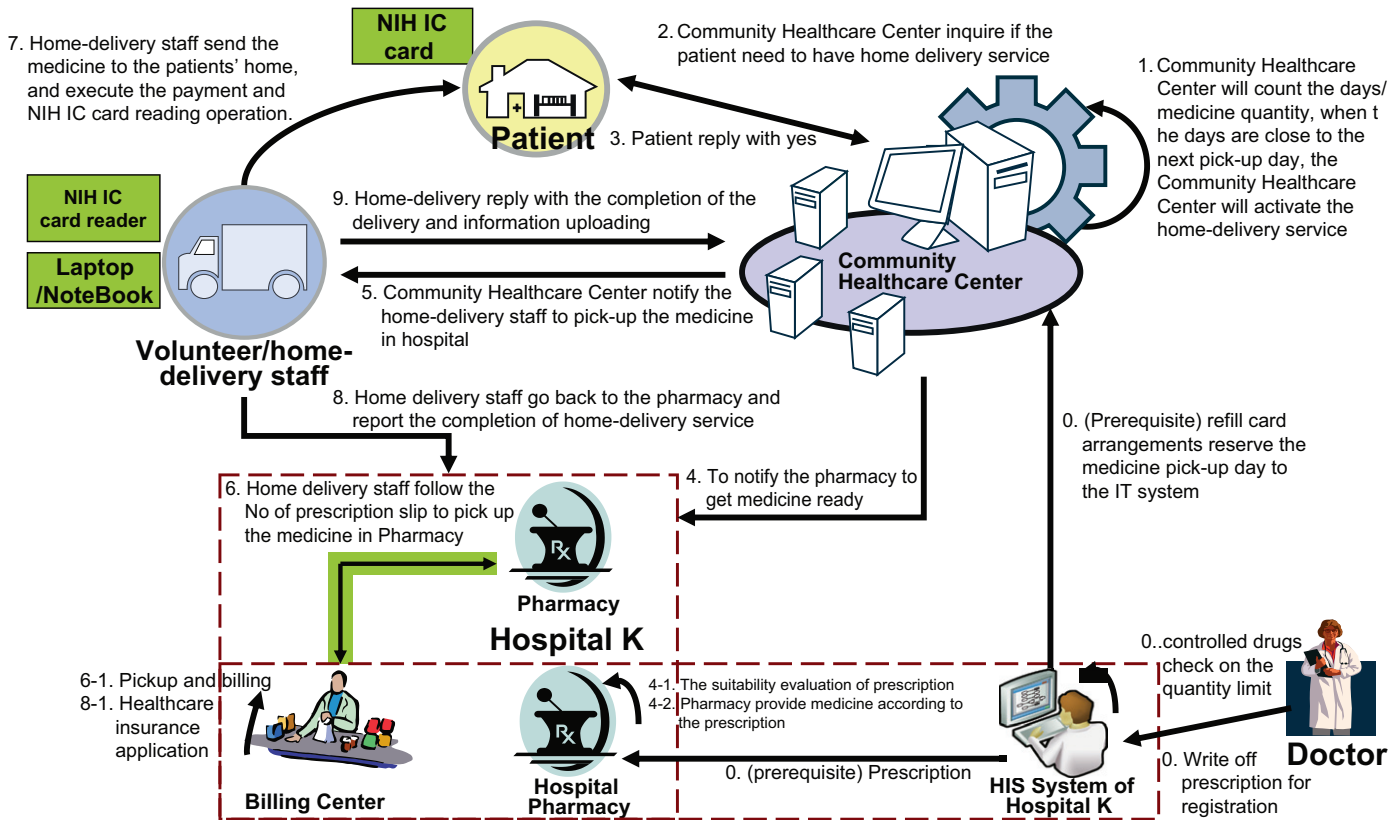 7. Home-delivery staff send the
medicine to the patients' home,
and execute the payment and
NIH IC card reading operation.
NIH IC
card
Patient
2. Community Healthcare Center inquire if the
patient need to have home delivery service
3. Patient reply with yes
1. Community Healthcare
Center will count the days/
medicine quantity, when t
he days are close to the
next pick-up day, the
Community Healthcare
Center will activate the
home-delivery service
NIH IC
card reader
Laptop
/NoteBook
Volunteer/home-
delivery staff
9. Home-delivery reply with the completion of the
delivery and information uploading
5. Community Healthcare Center notify the
home-delivery staff to pick-up the medicine
in hospital
Community
Healthcare Center
8. Home delivery staff go back to the pharmacy and
report the completion of home-delivery service
0. (Prerequisite) refill card
arrangements reserve the
medicine pick-up day to
the IT system
4. To notify the pharmacy to
get medicine ready
6. Home delivery staff follow the
No of prescription slip to pick up
the medicine in Pharmacy
Rx
Pharmacy
Hospital K
6-1. Pickup and billing
8-1. Healthcare
insurance
application
Billing Center
Rx
Hospital
Pharmacy
4-1. The suitability evaluation of prescription
4-2. Pharmacy provide medicine according to
the prescription
0. (prerequisite) Prescription
HIS System of
Hospital K
0..controlled drugs
check on the
quantity limit
Doctor
0. Write off
prescription for
registration